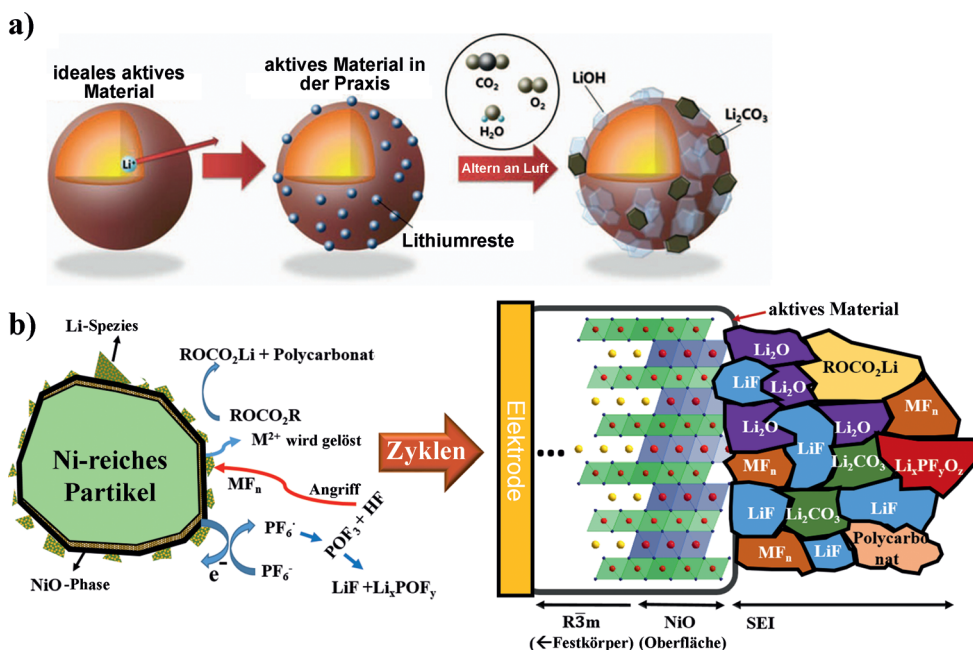 a)
ideales aktives
Material
Li+
aktives Material in
der Praxis
Lithiumreste
CO2
O2
H2O
Altern an Luft
LiOH
Li2CO3
b)
Li-Spezies
Ni-reiches
Partikel
NiO-Phase
ROCO2Li + Polycarbonat
ROCO2R
M2+ wird gelöst
MFn
Angriff
POF3 + HF
PF6·
PF6-
e-
LiF +LixPOFy
Zyklen
Elektrode
aktives Material
Li2O
ROCO2Li
LiF
Li2O
MFn
Li2O
LiF
Li2O
MFn
Li2CO3
LixPFyOz
LiF
Li2CO3
LiF
MFn
LiF
Polycarbo
nat
R3̅m
(←Festkörper)
NiO
(Oberfläche)
SEI